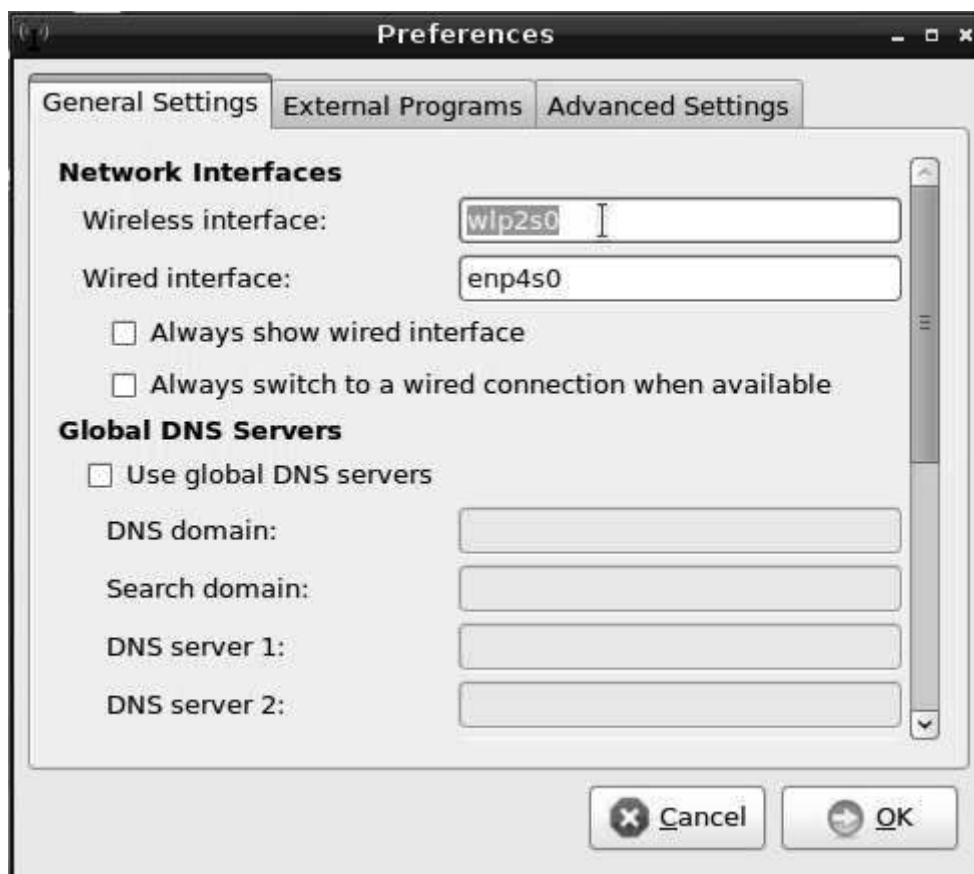 Preferences
General Settings External Programs Advanced Settings
Network Interfaces
Wireless interface: wlp2s0
Wired interface: enp4s0
Always show wired interface
Always switch to a wired connection when available
Global DNS Servers
Use global DNS servers
DNS domain:
Search domain:
DNS server 1:
DNS server 2:
Cancel OK